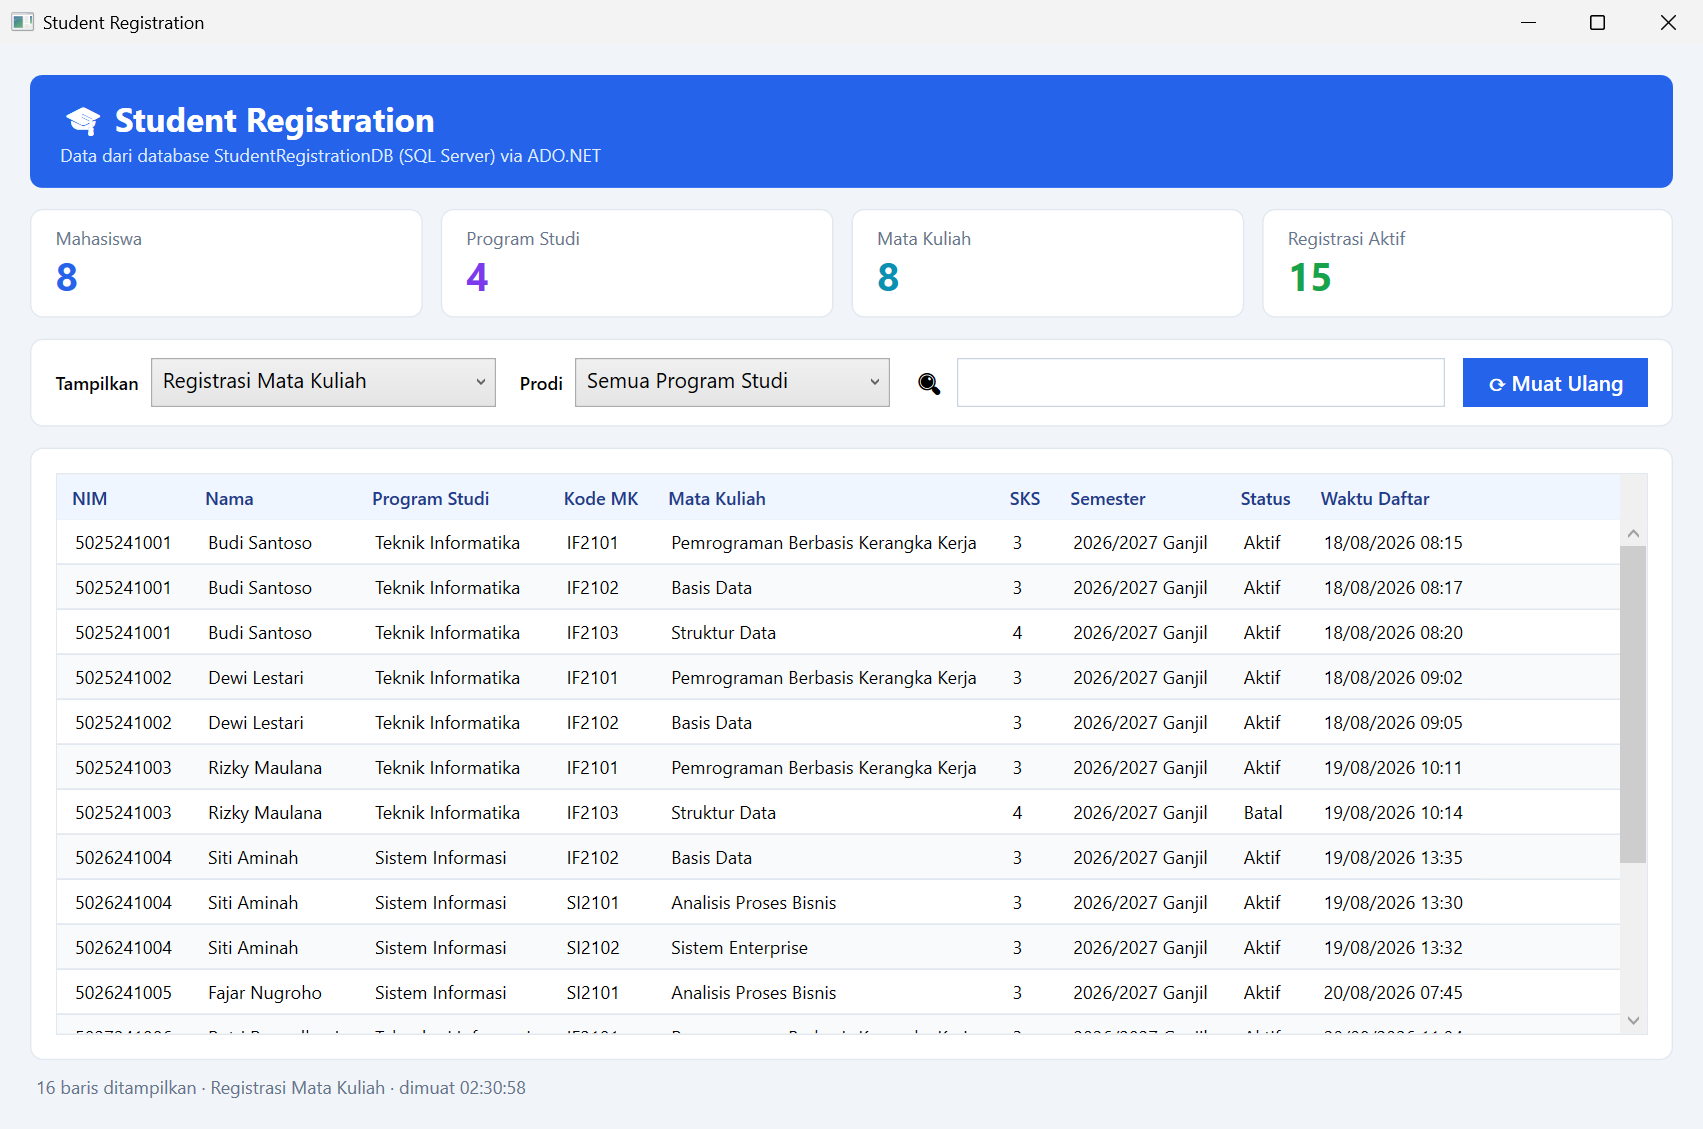 Student Registration
Student Registration
Data dari database StudentRegistrationDB (SQL Server) via ADO.NET
Mahasiswa
8
Program Studi
4
Mata Kuliah
8
Registrasi Aktif
15
Tampilkan Registrasi Mata Kuliah Prodi Semua Program Studi ⟳ Muat Ulang
NIM Nama Program Studi Kode MK Mata Kuliah SKS Semester Status Waktu Daftar
5025241001 Budi Santoso Teknik Informatika IF2101 Pemrograman Berbasis Kerangka Kerja 3 2026/2027 Ganjil Aktif 18/08/2026 08:15
5025241001 Budi Santoso Teknik Informatika IF2102 Basis Data 3 2026/2027 Ganjil Aktif 18/08/2026 08:17
5025241001 Budi Santoso Teknik Informatika IF2103 Struktur Data 4 2026/2027 Ganjil Aktif 18/08/2026 08:20
5025241002 Dewi Lestari Teknik Informatika IF2101 Pemrograman Berbasis Kerangka Kerja 3 2026/2027 Ganjil Aktif 18/08/2026 09:02
5025241002 Dewi Lestari Teknik Informatika IF2102 Basis Data 3 2026/2027 Ganjil Aktif 18/08/2026 09:05
5025241003 Rizky Maulana Teknik Informatika IF2101 Pemrograman Berbasis Kerangka Kerja 3 2026/2027 Ganjil Aktif 19/08/2026 10:11
5025241003 Rizky Maulana Teknik Informatika IF2103 Struktur Data 4 2026/2027 Ganjil Batal 19/08/2026 10:14
5026241004 Siti Aminah Sistem Informasi IF2102 Basis Data 3 2026/2027 Ganjil Aktif 19/08/2026 13:35
5026241004 Siti Aminah Sistem Informasi SI2101 Analisis Proses Bisnis 3 2026/2027 Ganjil Aktif 19/08/2026 13:30
5026241004 Siti Aminah Sistem Informasi SI2102 Sistem Enterprise 3 2026/2027 Ganjil Aktif 19/08/2026 13:32
5026241005 Fajar Nugroho Sistem Informasi SI2101 Analisis Proses Bisnis 3 2026/2027 Ganjil Aktif 20/08/2026 07:45
16 baris ditampilkan · Registrasi Mata Kuliah · dimuat 02:30:58